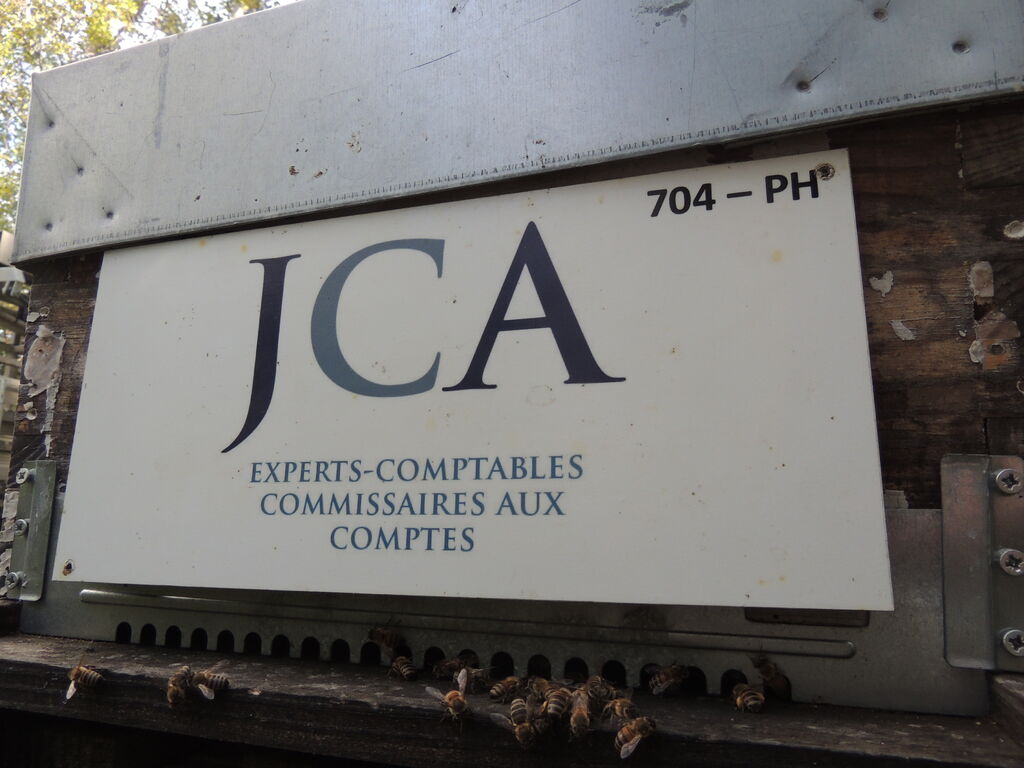 704 – PH
JCA
EXPERTS-COMPTABLES
COMMISSAIRES AUX
COMPTES